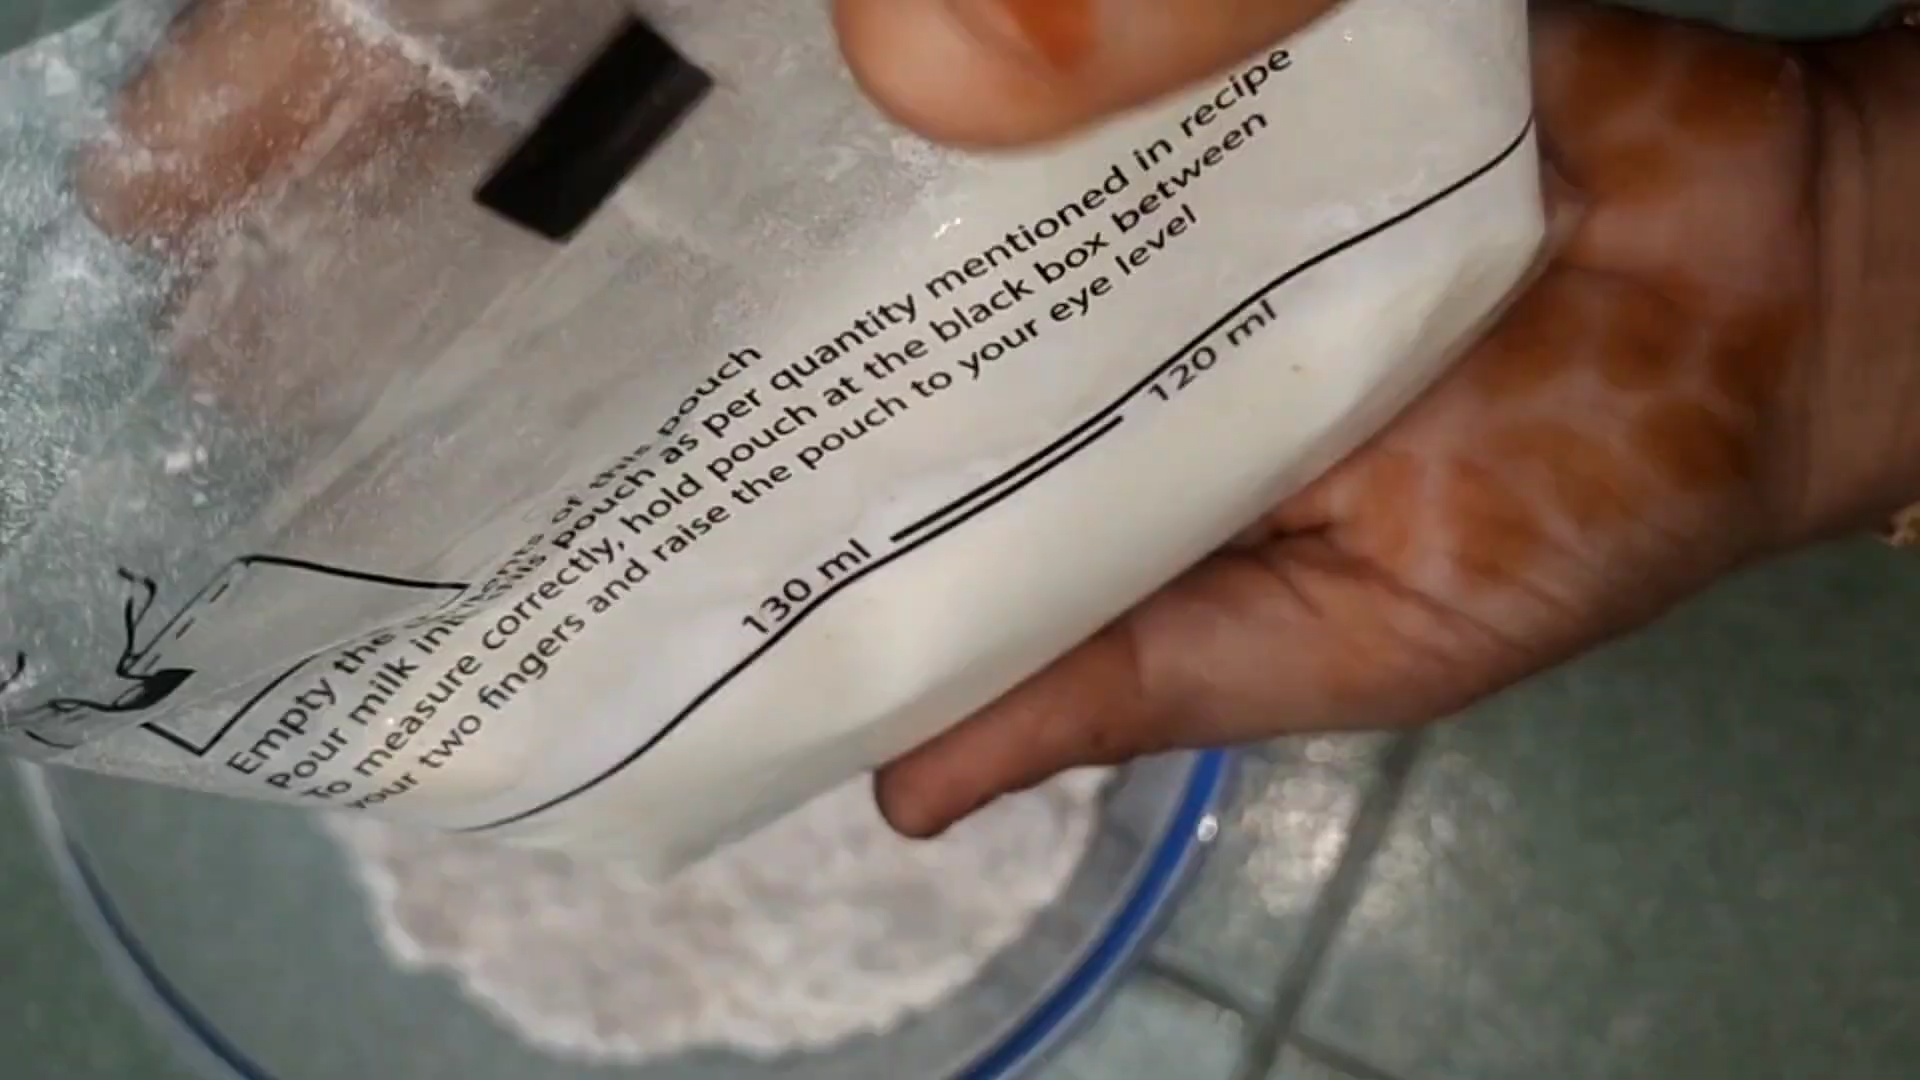 Empty the contents of this pouch
Pour milk into this pouch as per quantity mentioned in recipe
To measure correctly, hold pouch at the black box between
your two fingers and raise the pouch to your eye level
130 ml
120 ml